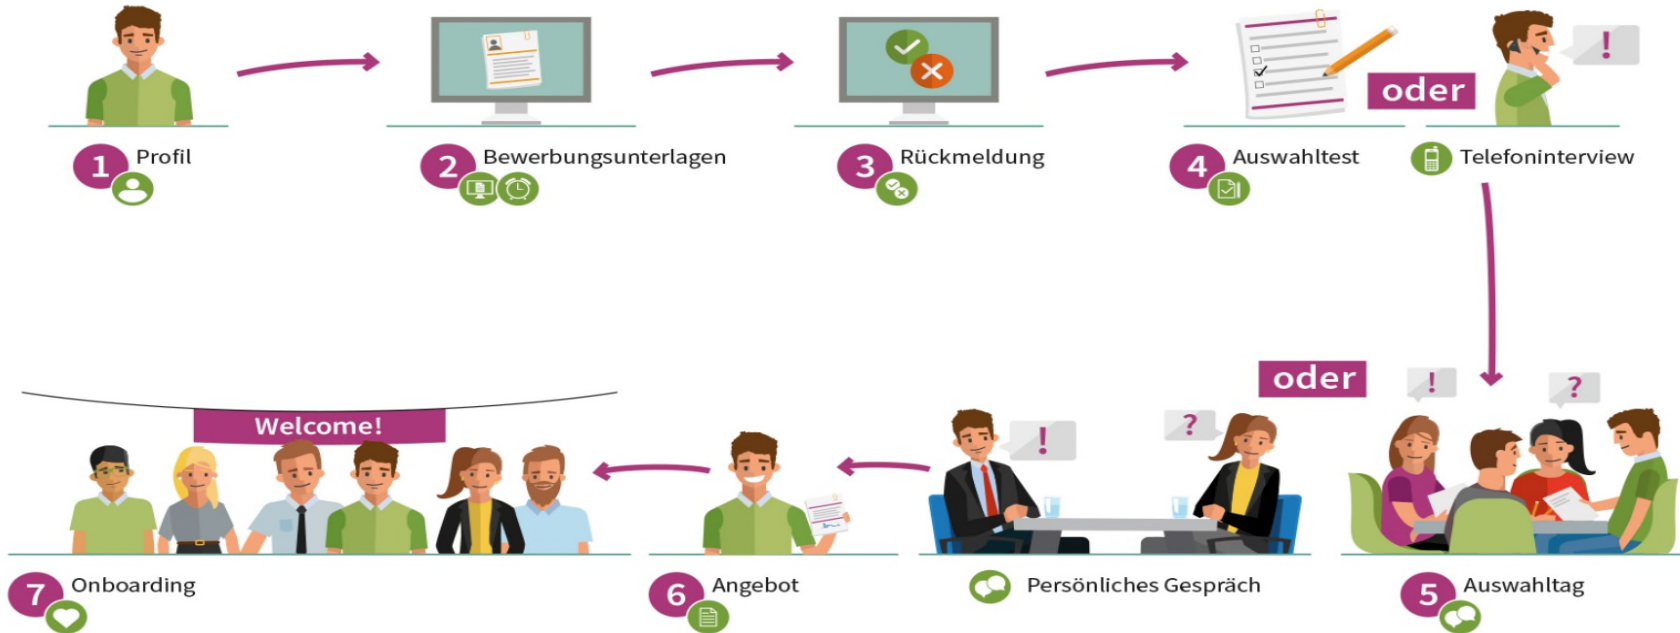 oder
!
1 Profil
2 Bewerbungsunterlagen
3 Rückmeldung
4 Auswahltest
Telefoninterview
oder
!
?
Welcome!
!
?
7 Onboarding
6 Angebot
Persönliches Gespräch
5 Auswahltag